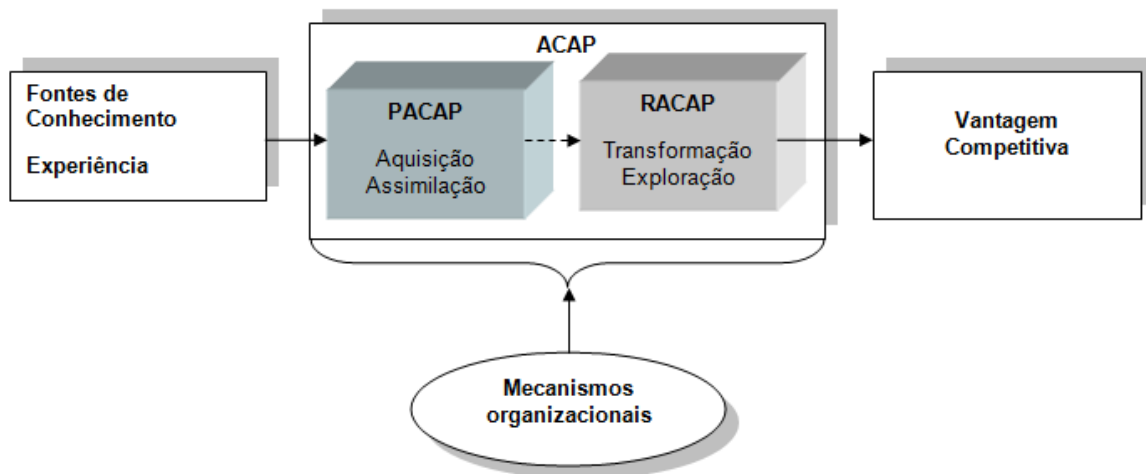 Fontes de
Conhecimento
Experiência
ACAP
PACAP
Aquisição
Assimilação
RACAP
Transformação
Exploração
Vantagem
Competitiva
Mecanismos
organizacionais